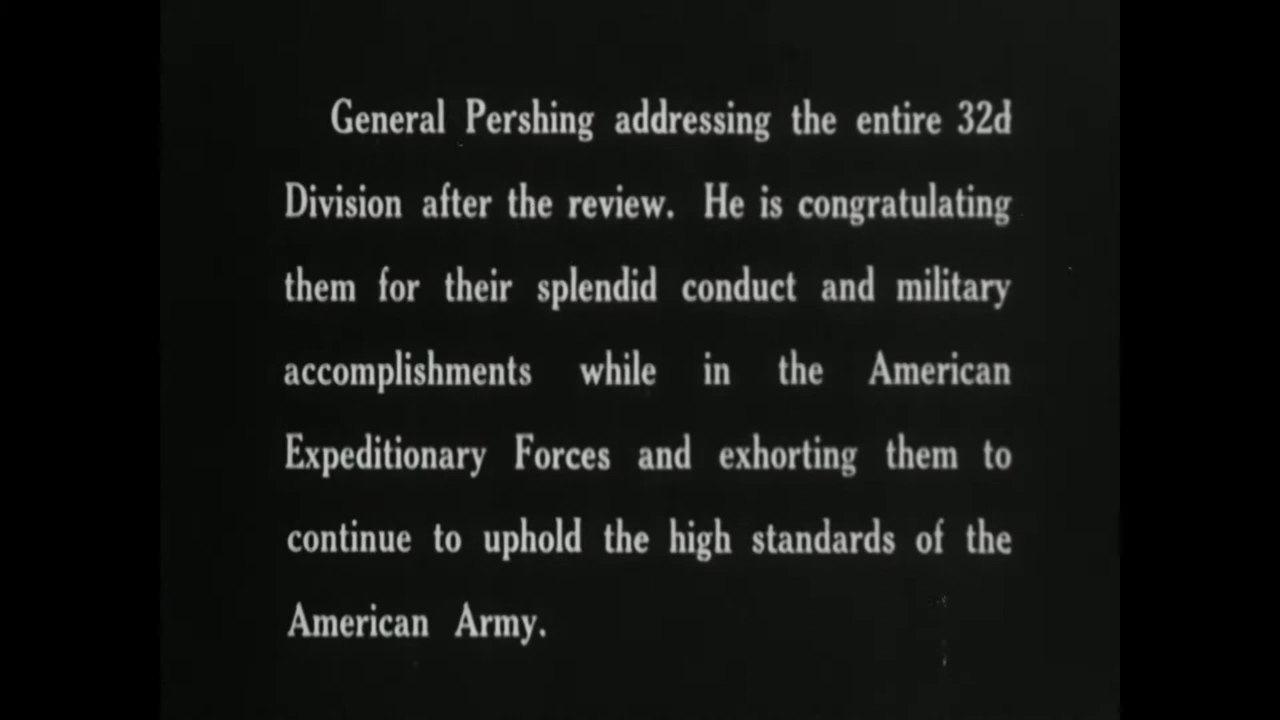 General Pershing addressing the entire 32d
Division after the review. He is congratulating
them for their splendid conduct and military
accomplishments while in the American
Expeditionary Forces and exhorting them to
continue to uphold the high standards of the
American Army.